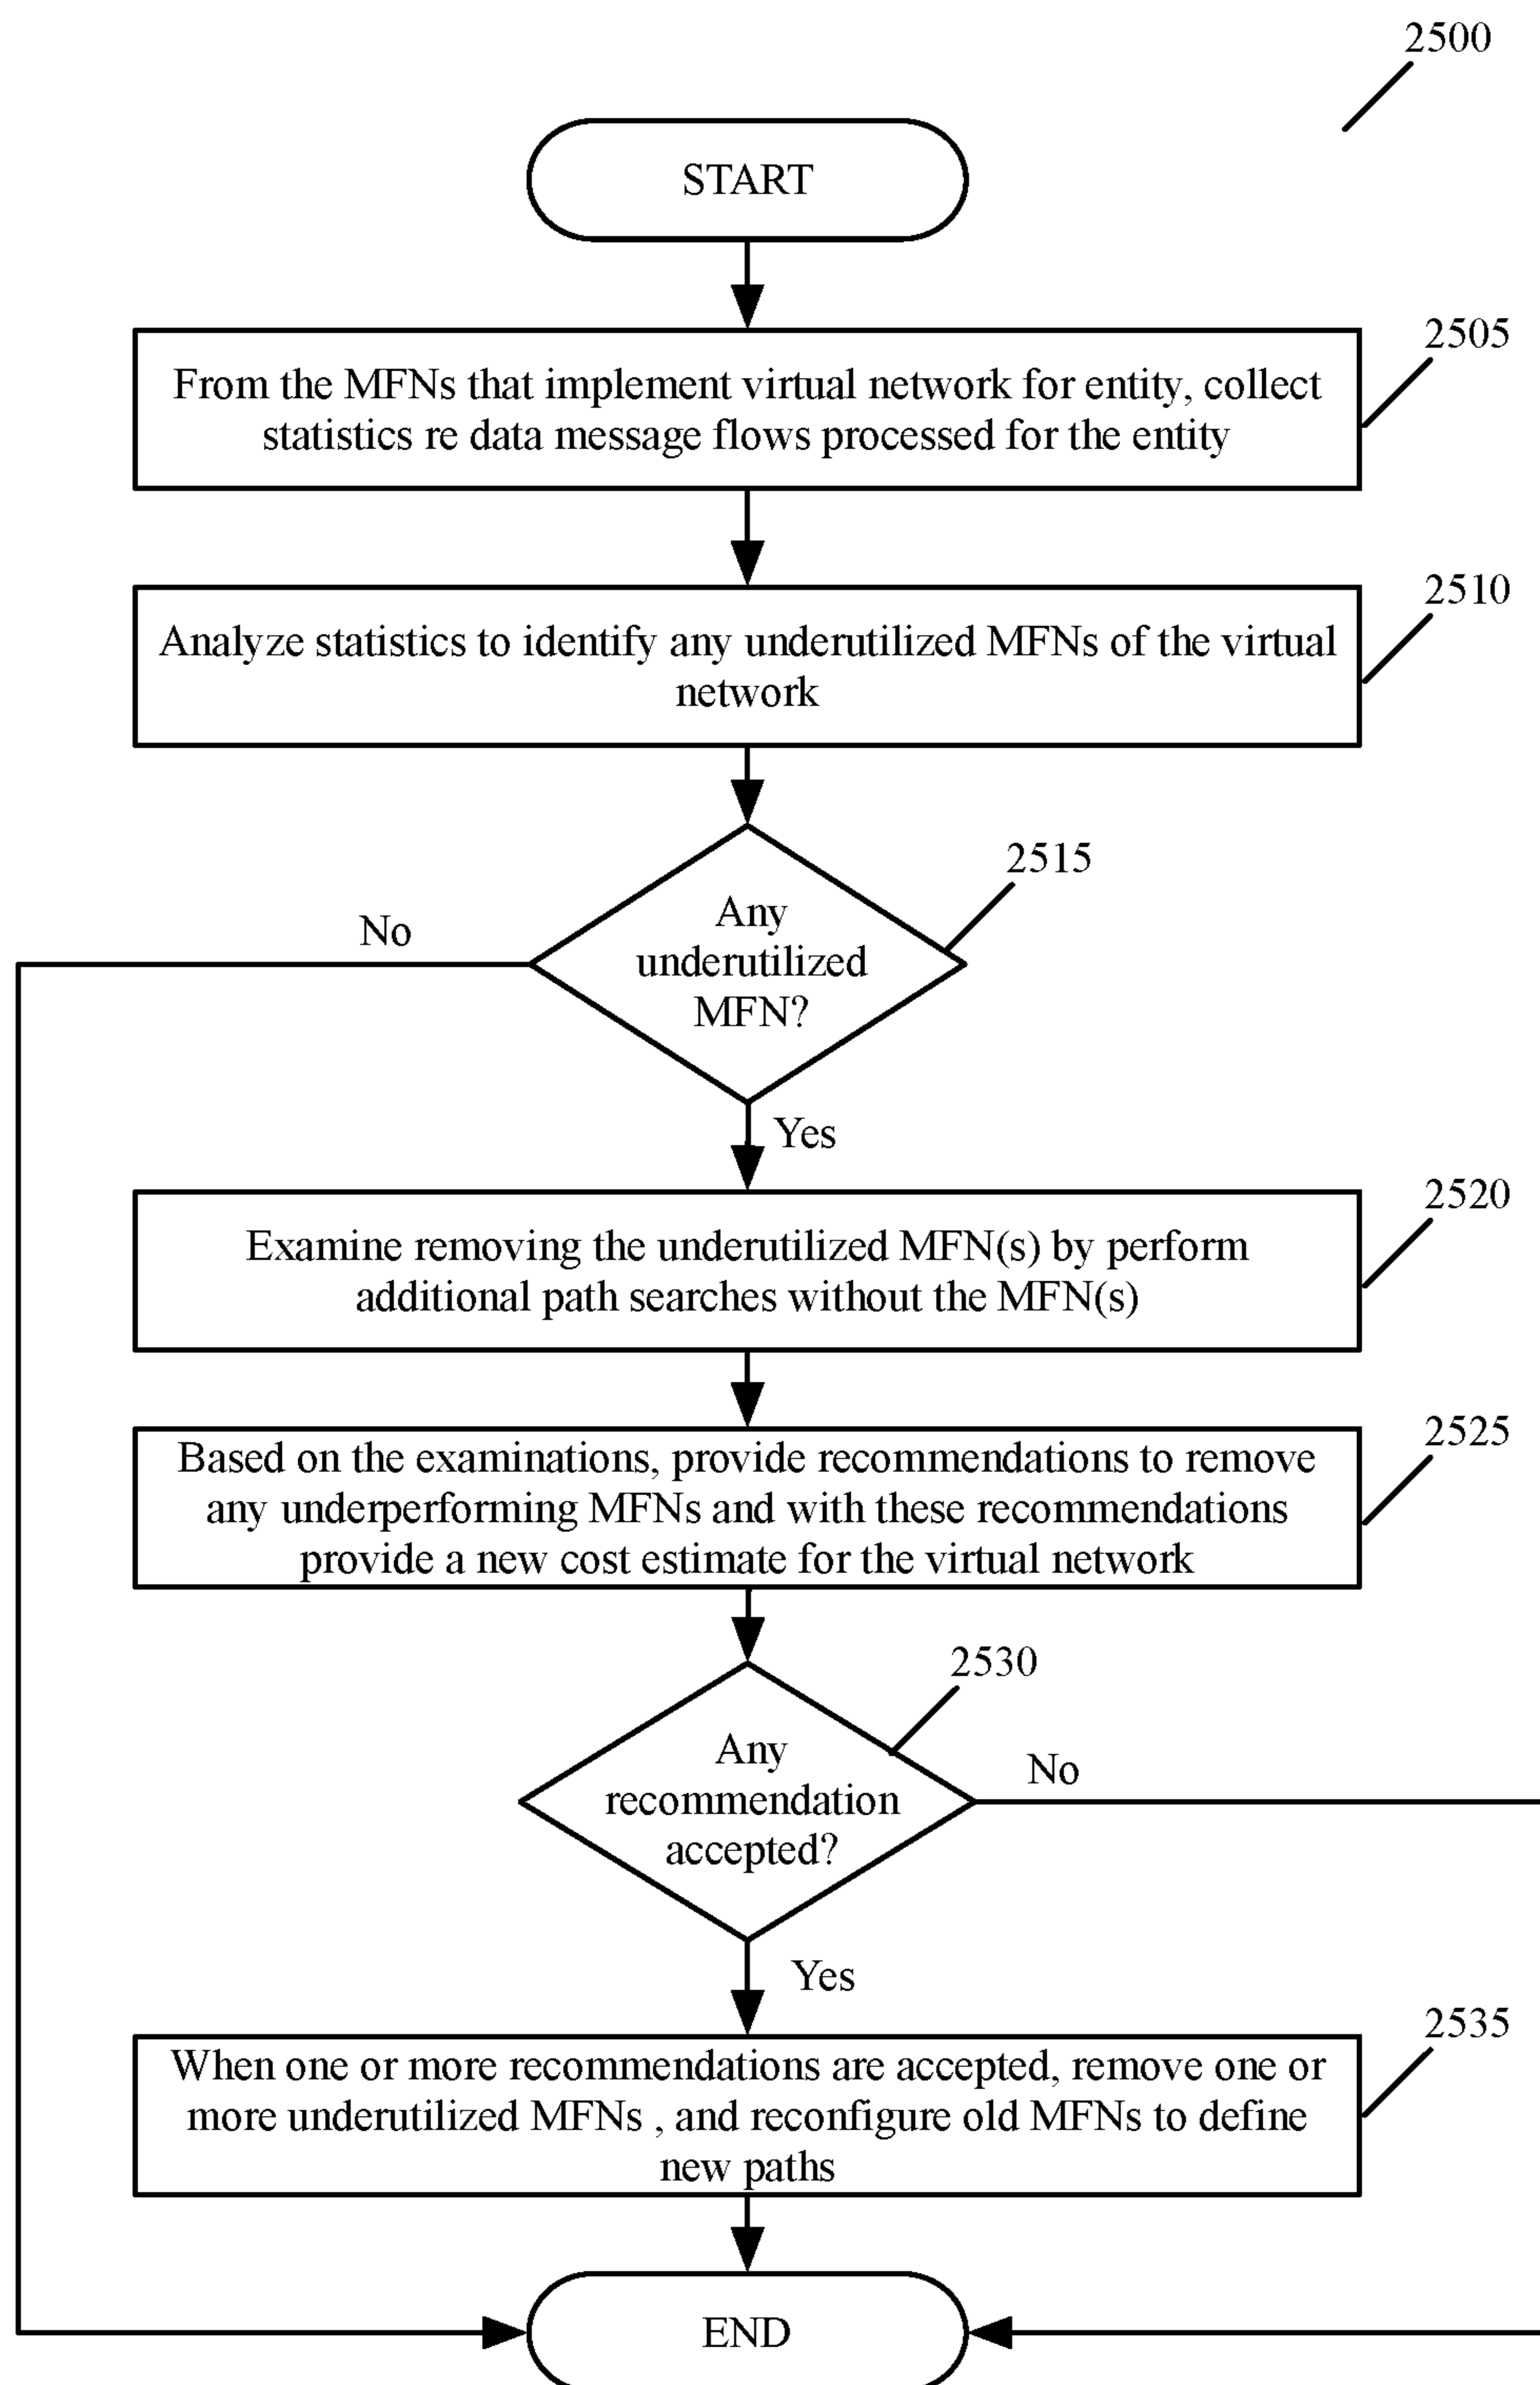 2500
START
2505
From the MFNs that implement virtual network for entity, collect
statistics re data message flows processed for the entity
2510
Analyze statistics to identify any underutilized MFNs of the virtual
network
2515
Any
underutilized
MFN?
No
Yes
2520
Examine removing the underutilized MFN(s) by perform
additional path searches without the MFN(s)
2525
Based on the examinations, provide recommendations to remove
any underperforming MFNs and with these recommendations
provide a new cost estimate for the virtual network
2530
Any
recommendation
accepted?
No
Yes
2535
When one or more recommendations are accepted, remove one or
more underutilized MFNs , and reconfigure old MFNs to define
new paths
END